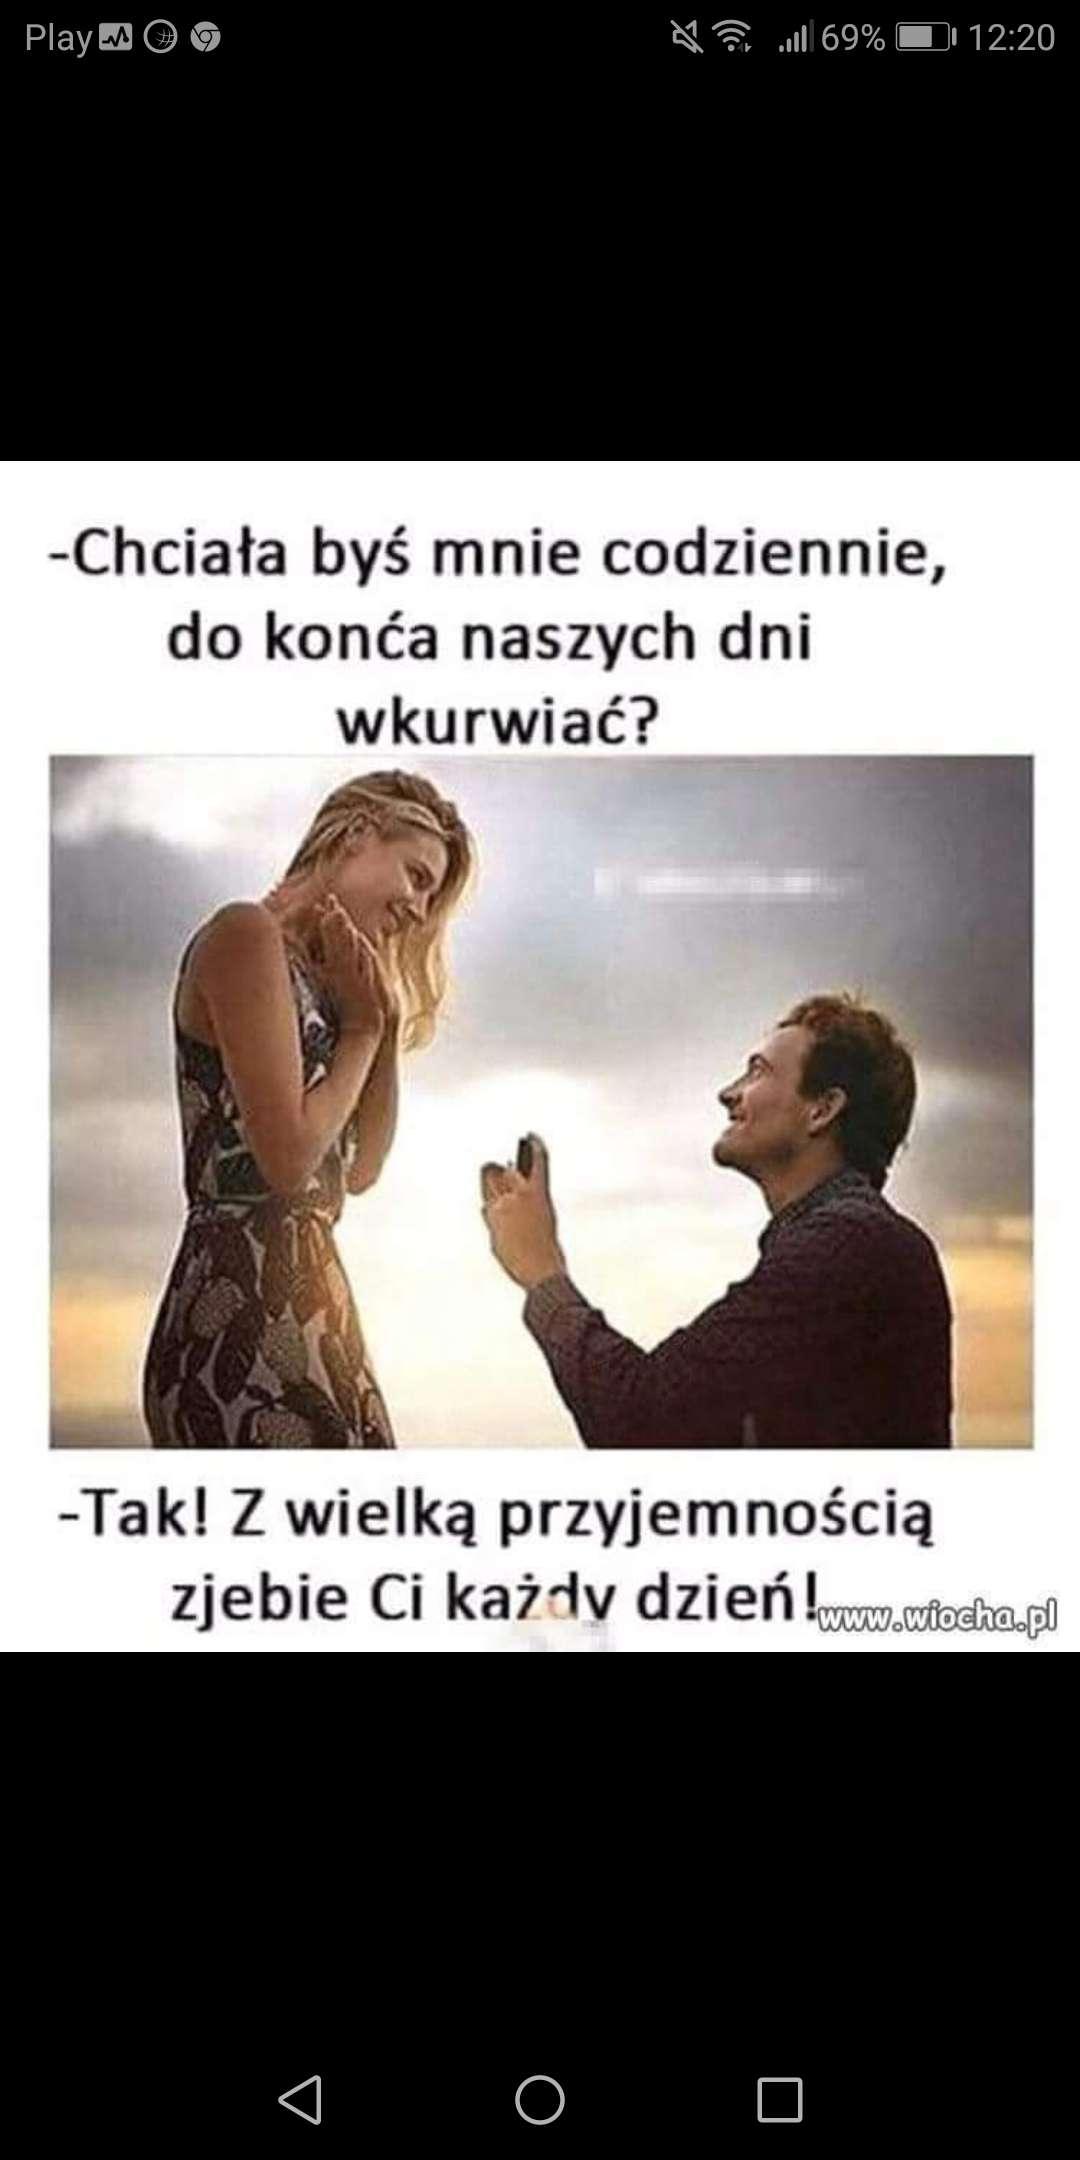 Play 69% 12:20
-Chciała byś mnie codziennie,
do końća naszych dni
wkurwiać?
-Tak! Z wielką przyjemnością
zjebie Ci każdy dzień!
www.wiocha.pl